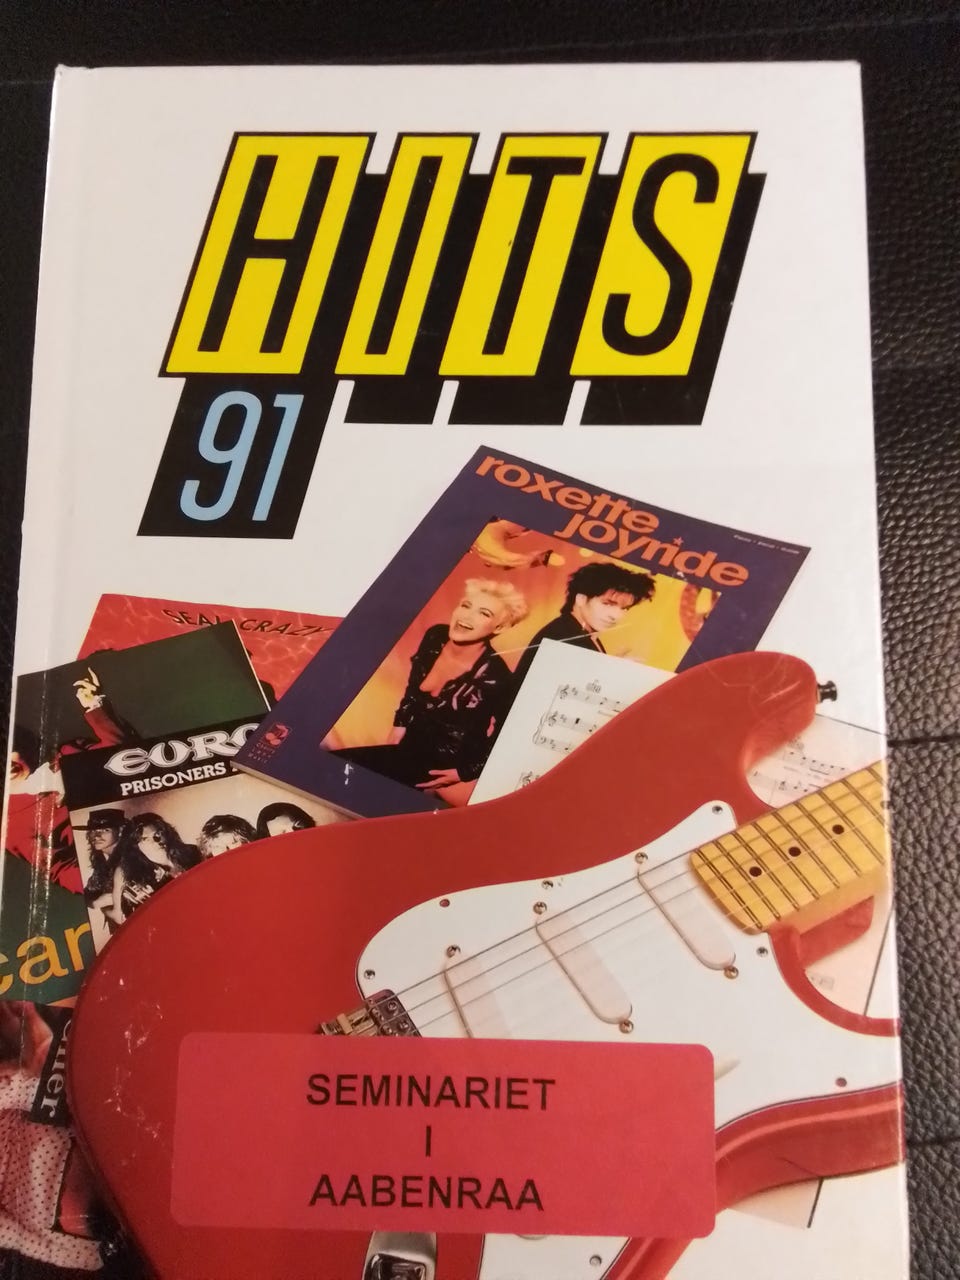 HITS
91
roxette
joyride
SEAL CRAZY
EURO
PRISONERS
car
SEMINARIET
I
AABENRAA